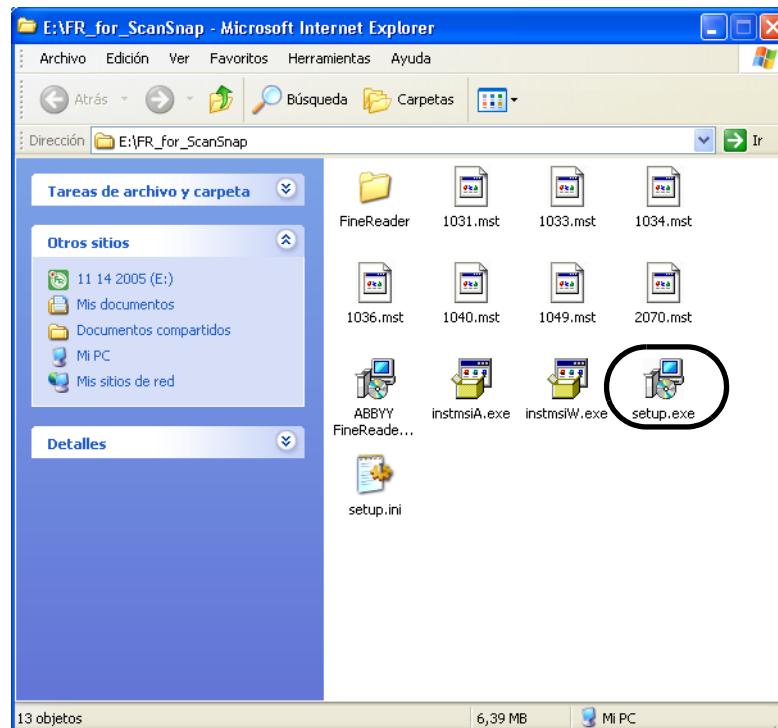 E:\FR_for_ScanSnap - Microsoft Internet Explorer
Archivo Edición Ver Favoritos Herramientas Ayuda
Atrás Búsqueda Carpetas
Dirección E:\FR_for_ScanSnap Ir
Tareas de archivo y carpeta
Otros sitios
11 14 2005 (E:)
Mis documentos
Documentos compartidos
Mi PC
Mis sitios de red
Detalles
FineReader 1031.mst 1033.mst 1034.mst
1036.mst 1040.mst 1049.mst 2070.mst
ABBYY FineReade... instmsiA.exe instmsiW.exe setup.exe
setup.ini
13 objetos 6,39 MB Mi PC